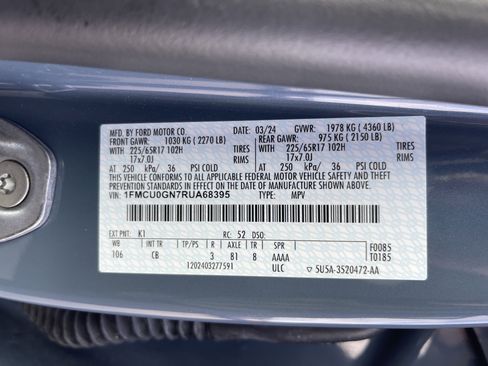 MFD. BY FORD MOTOR CO. 03/24 GVWR: 1978 KG ( 4360 LB)
FRONT GAWR: 1030 KG ( 2270 LB) REAR GAWR: 975 KG ( 2150 LB)
WITH 225/65R17 102H TIRES WITH 225/65R17 102H TIRES
17x7.0J RIMS 17x7.0J RIMS
AT 250 kPa/ 36 PSI COLD AT 250 kPa/ 36 PSI COLD
THIS VEHICLE CONFORMS TO ALL APPLICABLE FEDERAL MOTOR VEHICLE SAFETY AND THEFT PREVENTION STANDARDS IN EFFECT ON THE DATE OF MANUFACTURE SHOWN ABOVE.
VIN: 1FMCU0GN7RUA68395 TYPE: MPV
EXT PNT: K1 RC: 52 DSO:
WB INT TR TP/PS R AXLE TR SPR F0085
106 CB 3 B1 8 AAAA T0185
1202403277591 ULC 5U5A-3520472-AA